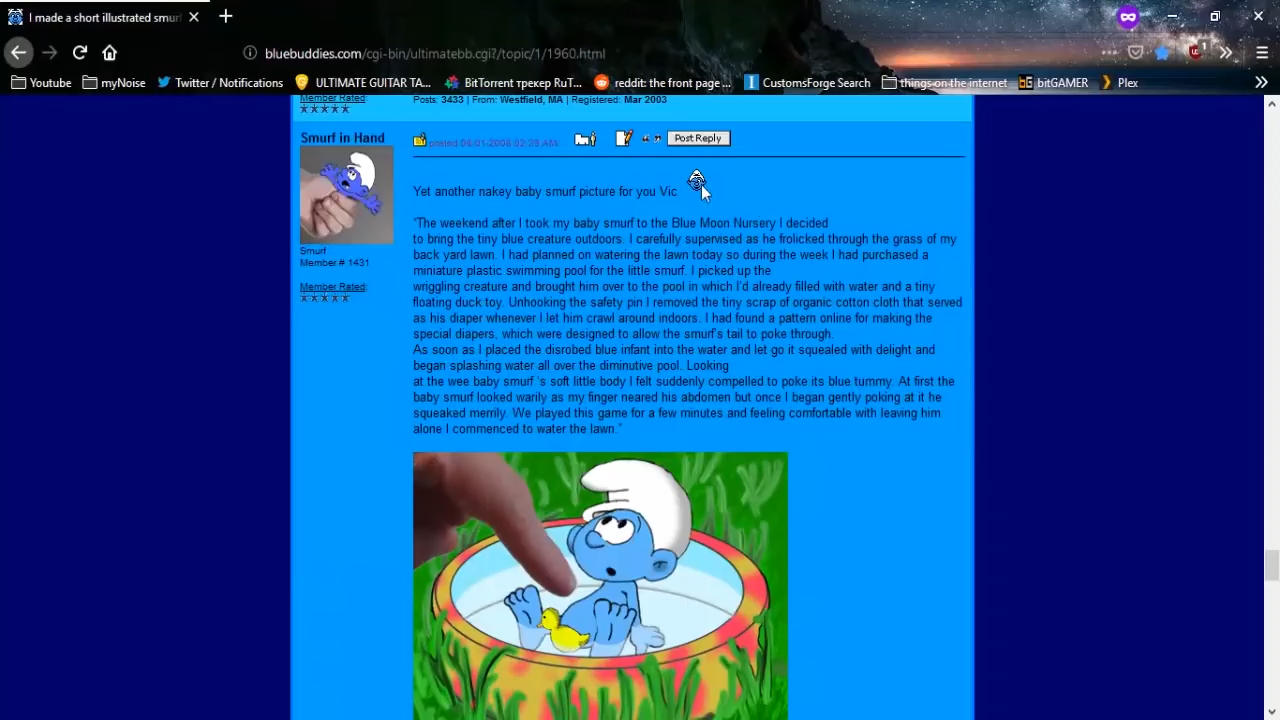 I made a short illustrated smur
bluebuddies.com/cgi-bin/ultimatebb.cgi?/topic/1/1960.html
Youtube myNoise Twitter / Notifications ULTIMATE GUITAR TA... BitTorrent трекер RuT... reddit: the front page ... CustomsForge Search things on the internet bitGAMER Plex
Member Rated:
Posts: 3433 | From: Westfield, MA | Registered: Mar 2003
Smurf in Hand
Post Reply
Smurf
Member # 1431
Member Rated:
Yet another nakey baby smurf picture for you Vic
"The weekend after I took my baby smurf to the Blue Moon Nursery I decided
to bring the tiny blue creature outdoors. I carefully supervised as he frolicked through the grass of my
back yard lawn. I had planned on watering the lawn today so during the week I had purchased a
miniature plastic swimming pool for the little smurf. I picked up the
wriggling creature and brought him over to the pool in which I'd already filled with water and a tiny
floating duck toy. Unhooking the safety pin I removed the tiny scrap of organic cotton cloth that served
as his diaper whenever I let him crawl around indoors. I had found a pattern online for making the
special diapers, which were designed to allow the smurf's tail to poke through.
As soon as I placed the disrobed blue infant into the water and let go it squealed with delight and
began splashing water all over the diminutive pool. Looking
at the wee baby smurf 's soft little body I felt suddenly compelled to poke its blue tummy. At first the
baby smurf looked warily as my finger neared his abdomen but once I began gently poking at it he
squeaked merrily. We played this game for a few minutes and feeling comfortable with leaving him
alone I commenced to water the lawn."